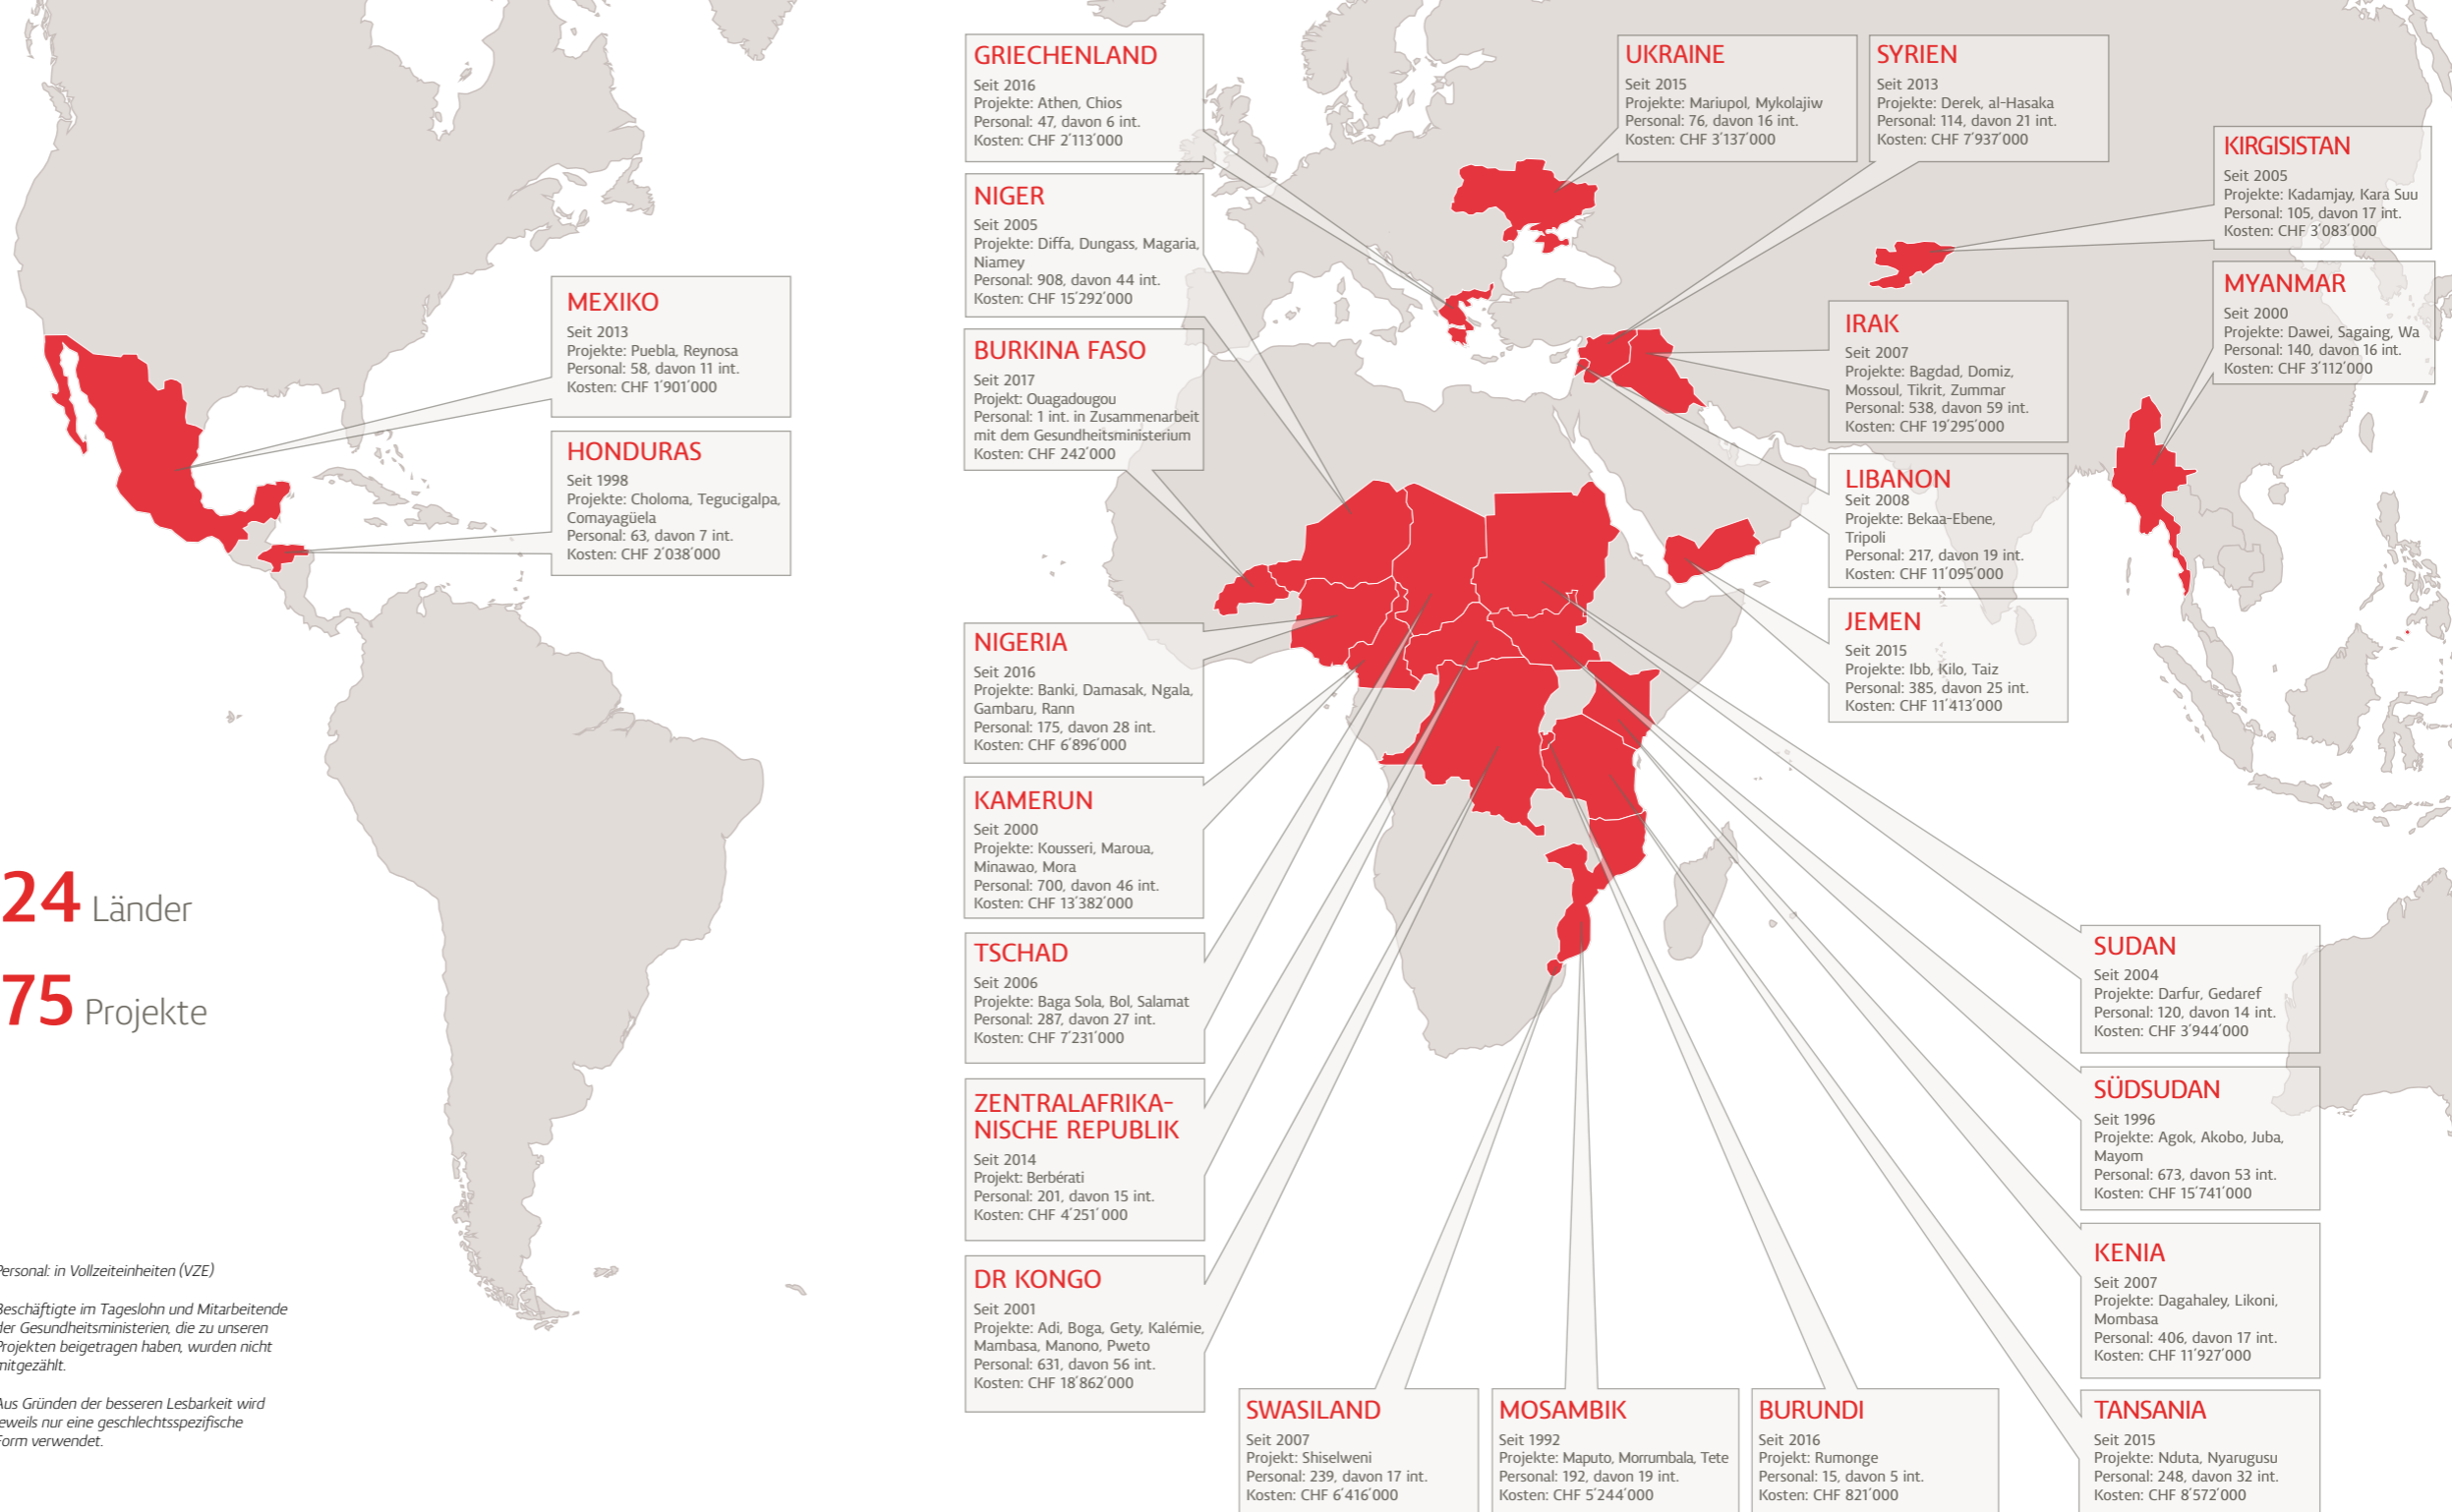 MEXIKO
Seit 2013
Projekte: Puebla, Reynosa
Personal: 58, davon 11 int.
Kosten: CHF 1'901'000
HONDURAS
Seit 1998
Projekte: Choloma, Tegucigalpa,
Comayagüela
Personal: 63, davon 7 int.
Kosten: CHF 2'038'000
24 Länder
75 Projekte
Personal: in Vollzeiteinheiten (VZE)
Beschäftigte im Tageslohn und Mitarbeitende
der Gesundheitsministerien, die zu unseren
Projekten beigetragen haben, wurden nicht
mitgezählt.
Aus Gründen der besseren Lesbarkeit wird
jeweils nur eine geschlechtsspezifische
Form verwendet.
GRIECHENLAND
Seit 2016
Projekte: Athen, Chios
Personal: 47, davon 6 int.
Kosten: CHF 2'113'000
NIGER
Seit 2005
Projekte: Diffa, Dungass, Magaria,
Niamey
Personal: 908, davon 44 int.
Kosten: CHF 15'292'000
BURKINA FASO
Seit 2017
Projekt: Ouagadougou
Personal: 1 int. in Zusammenarbeit
mit dem Gesundheitsministerium
Kosten: CHF 242'000
NIGERIA
Seit 2016
Projekte: Banki, Damasak, Ngala,
Gambaru, Rann
Personal: 175, davon 28 int.
Kosten: CHF 6'896'000
KAMERUN
Seit 2000
Projekte: Kousseri, Maroua,
Minawao, Mora
Personal: 700, davon 46 int.
Kosten: CHF 13'382'000
TSCHAD
Seit 2006
Projekte: Baga Sola, Bol, Salamat
Personal: 287, davon 27 int.
Kosten: CHF 7'231'000
ZENTRALAFRIKA-
NISCHE REPUBLIK
Seit 2014
Projekt: Berbérati
Personal: 201, davon 15 int.
Kosten: CHF 4'251'000
DR KONGO
Seit 2001
Projekte: Adi, Boga, Gety, Kalémie,
Mambasa, Manono, Pweto
Personal: 631, davon 56 int.
Kosten: CHF 18'862'000
UKRAINE
Seit 2015
Projekte: Mariupol, Mykolajiw
Personal: 76, davon 16 int.
Kosten: CHF 3'137'000
SYRIEN
Seit 2013
Projekte: Derek, al-Hasaka
Personal: 114, davon 21 int.
Kosten: CHF 7'937'000
KIRGISISTAN
Seit 2005
Projekte: Kadamjay, Kara Suu
Personal: 105, davon 17 int.
Kosten: CHF 3'083'000
MYANMAR
Seit 2000
Projekte: Dawei, Sagaing, Wa
Personal: 140, davon 16 int.
Kosten: CHF 3'112'000
IRAK
Seit 2007
Projekte: Bagdad, Domiz,
Mossoul, Tikrit, Zummar
Personal: 538, davon 59 int.
Kosten: CHF 19'295'000
LIBANON
Seit 2008
Projekte: Bekaa-Ebene,
Tripoli
Personal: 217, davon 19 int.
Kosten: CHF 11'095'000
JEMEN
Seit 2015
Projekte: Ibb, Kilo, Taiz
Personal: 385, davon 25 int.
Kosten: CHF 11'413'000
SUDAN
Seit 2004
Projekte: Darfur, Gedaref
Personal: 120, davon 14 int.
Kosten: CHF 3'944'000
SÜDSUDAN
Seit 1996
Projekte: Agok, Akobo, Juba,
Mayom
Personal: 673, davon 53 int.
Kosten: CHF 15'741'000
KENIA
Seit 2007
Projekte: Dagahaley, Likoni,
Mombasa
Personal: 406, davon 17 int.
Kosten: CHF 11'927'000
SWASILAND
Seit 2007
Projekt: Shiselweni
Personal: 239, davon 17 int.
Kosten: CHF 6'416'000
MOSAMBIK
Seit 1992
Projekte: Maputo, Morrumbala, Tete
Personal: 192, davon 19 int.
Kosten: CHF 5'244'000
BURUNDI
Seit 2016
Projekt: Rumonge
Personal: 15, davon 5 int.
Kosten: CHF 821'000
TANSANIA
Seit 2015
Projekte: Nduta, Nyarugusu
Personal: 248, davon 32 int.
Kosten: CHF 8'572'000